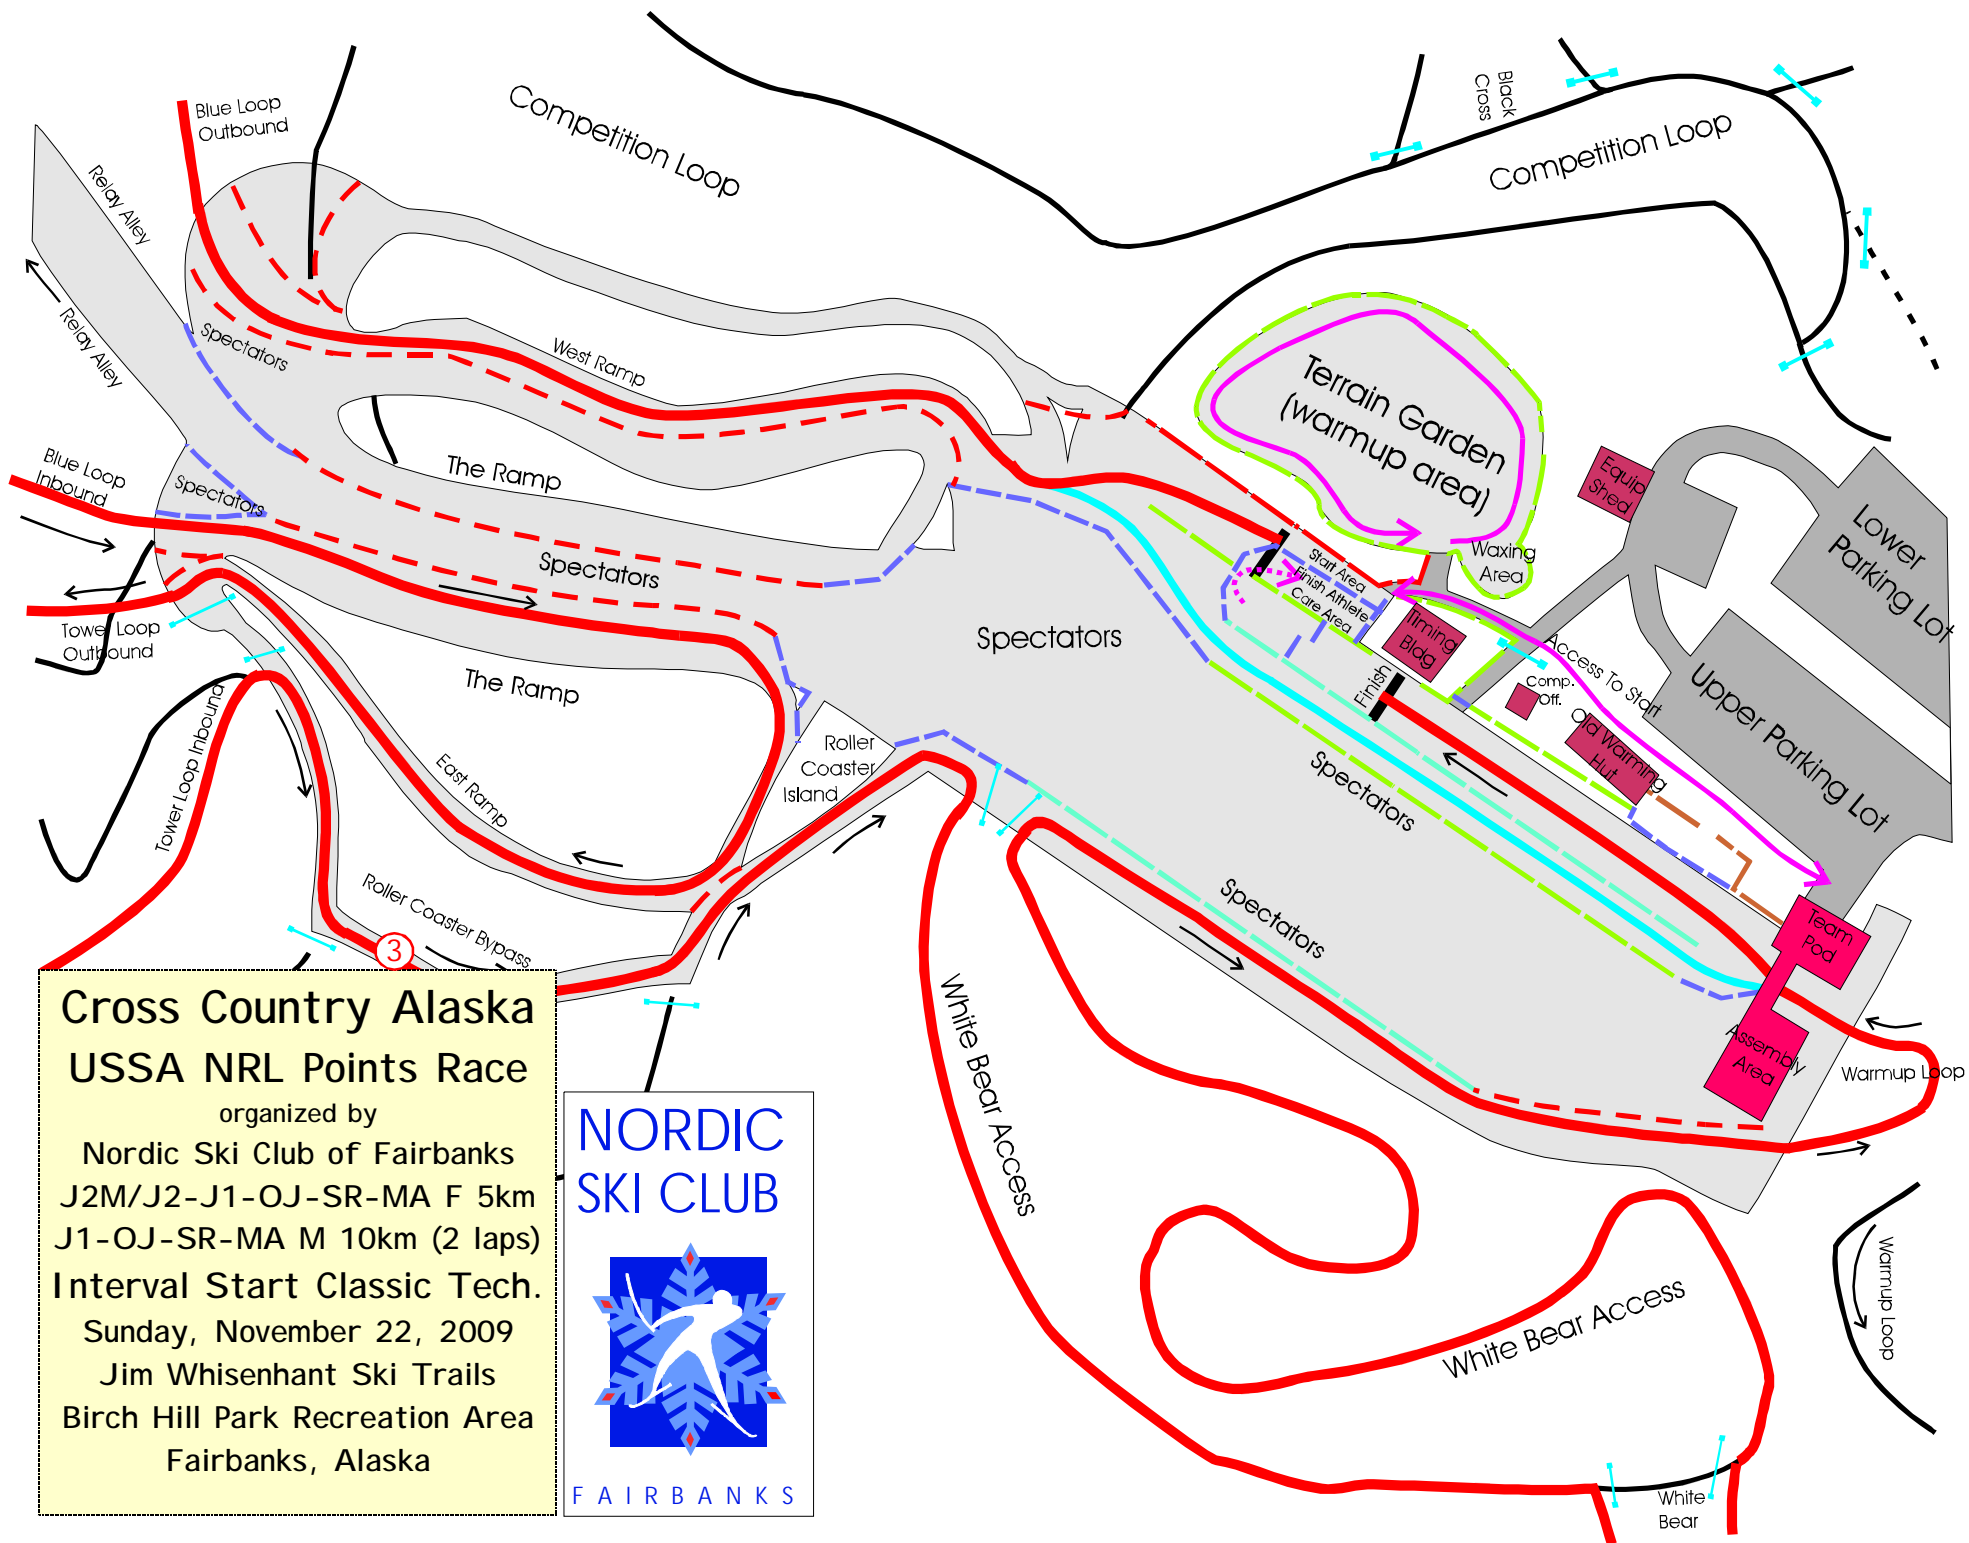 Blue Loop
Outbound
Competition Loop
Black
Cross
Competition Loop
Relay Alley
Relay Alley
Spectators
West Ramp
Terrain Garden
(warmup area)
Equip
Shed
Lower
Parking Lot
Blue Loop
Inbound
Spectators
The Ramp
Spectators
Waxing
Area
Start Area
Finish Athlete
Care Area
Timing
Bldg
Access To Start
Upper Parking Lot
Tower Loop
Outbound
The Ramp
Spectators
Finish
Comp.
Off.
Old Warming
Hut
Tower Loop Inbound
East Ramp
Roller
Coaster
Island
Spectators
Roller Coaster Bypass
3
Spectators
Team
Pod
Assembly
Area
Warmup Loop
White Bear Access
White Bear Access
Warmup Loop
White
Bear
Cross Country Alaska
USSA NRL Points Race
organized by
Nordic Ski Club of Fairbanks
J2M/J2-J1-OJ-SR-MA F 5km
J1-OJ-SR-MA M 10km (2 laps)
Interval Start Classic Tech.
Sunday, November 22, 2009
Jim Whisenhant Ski Trails
Birch Hill Park Recreation Area
Fairbanks, Alaska
NORDIC
SKI CLUB
FAIRBANKS